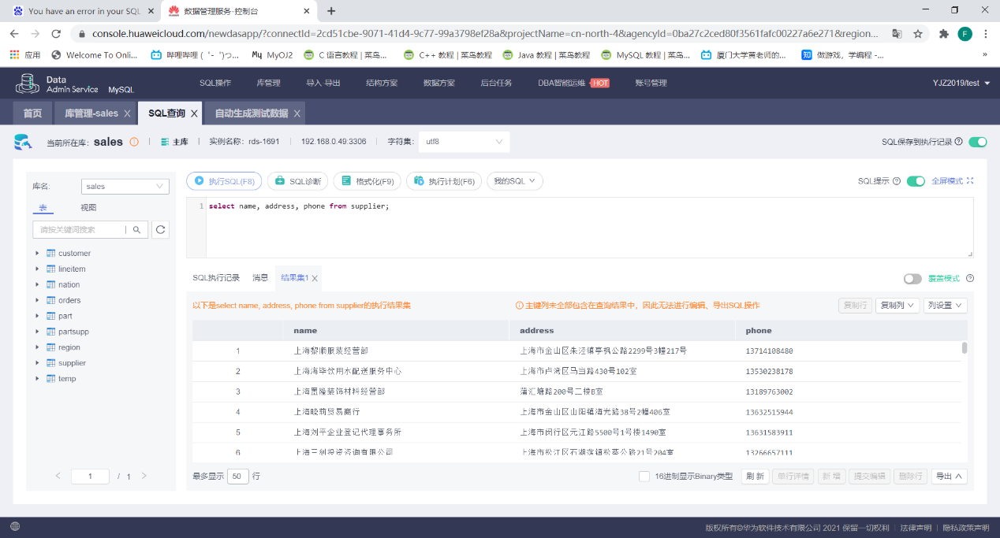 You have an error in your SQL
数据管理服务-控制台
console.huaweicloud.com/newdasapp/?connectId=2cd51cbe-9071-41d4-9c77-99a3798ef28a&projectName=cn-north-4&agencyId=0ba27c2ced80f3561fafc00227a6e271&region...
F
应用
Welcome To Onli...
哔哩哔哩 (゜-゜)つ...
My MyOJ2
C 语言教程 | 菜鸟...
C++ 教程 | 菜鸟教程
Java 教程 | 菜鸟教程
MySQL 教程 | 菜鸟...
厦门大学黄老师的...
知 做游戏，学编程 -...
Data
Admin Service MySQL
SQL操作 库管理 导入·导出 结构方案 数据方案 后台任务 DBA智能运维 HOT 账号管理 YJZ2019/test
首页 库管理-sales SQL查询 自动生成测试数据
当前所在库: sales 主库 实例名称: rds-1691 192.168.0.49:3306 字符集: utf8 SQL保存到执行记录
库名: sales
表 视图
请按关键词搜索
customer
lineitem
nation
orders
part
partsupp
region
supplier
temp
1 / 1
执行SQL(F8) SQL诊断 格式化(F9) 执行计划(F6) 我的SQL SQL提示 全屏模式
1 select name, address, phone from supplier;
SQL执行记录 消息 结果集1 覆盖模式
以下是select name, address, phone from supplier的执行结果集 主键列未全部包含在查询结果中，因此无法进行编辑、导出SQL操作 复制行 复制列 列设置
name address phone
1 上海黎顺服装经营部 上海市金山区朱泾镇亭枫公路2299号3幢217号 13714108480
2 上海海毕饮用水配送服务中心 上海市卢湾区马当路430号102室 13530238178
3 上海置隆装饰材料经营部 蒲汇塘路200号二楼B室 13189763002
4 上海晓莉贸易商行 上海市金山区山阳镇海光路38号2幢406室 13632515944
5 上海刘平企业登记代理事务所 上海市闵行区元江路5500号1号楼1490室 13631583911
6 上海三创投资咨询有限公司 上海市松江区石湖荡镇松蒸公路21号204室 13266657111
最多显示 50 行 16进制显示Binary类型 刷 新 单行详情 新 增 提交编辑 删除行 导出
版权所有©华为软件技术有限公司 2021 保留一切权利 | 法律声明 | 隐私政策声明